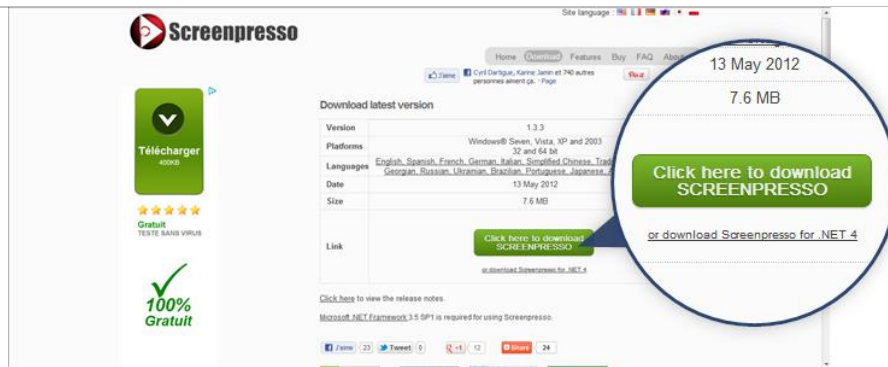 Site language :
Screenpresso
Home Download Features Buy FAQ About
J'aime
Cyril Dartigue, Karine Jamin et 740 autres
personnes aiment ça. · Page
Pin it
Download latest version
Version 1.3.3
Platforms Windows® Seven, Vista, XP and 2003
32 and 64 bit
Languages English, Spanish, French, German, Italian, Simplified Chinese,
Georgian, Russian, Ukrainian, Brazilian, Portuguese, Japanese,
Date 13 May 2012
Size 7.6 MB
Link
Click here to download
SCREENPRESSO
or download Screenpresso for .NET 4
Click here to view the release notes.
Microsoft .NET Framework 3.5 SP1 is required for using Screenpresso.
J'aime 23 Tweet 8 +1 12 Share 24
Télécharger
400KB
Gratuit
TESTE SANS VIRUS
100%
Gratuit
13 May 2012
7.6 MB
Click here to download
SCREENPRESSO
or download Screenpresso for .NET 4